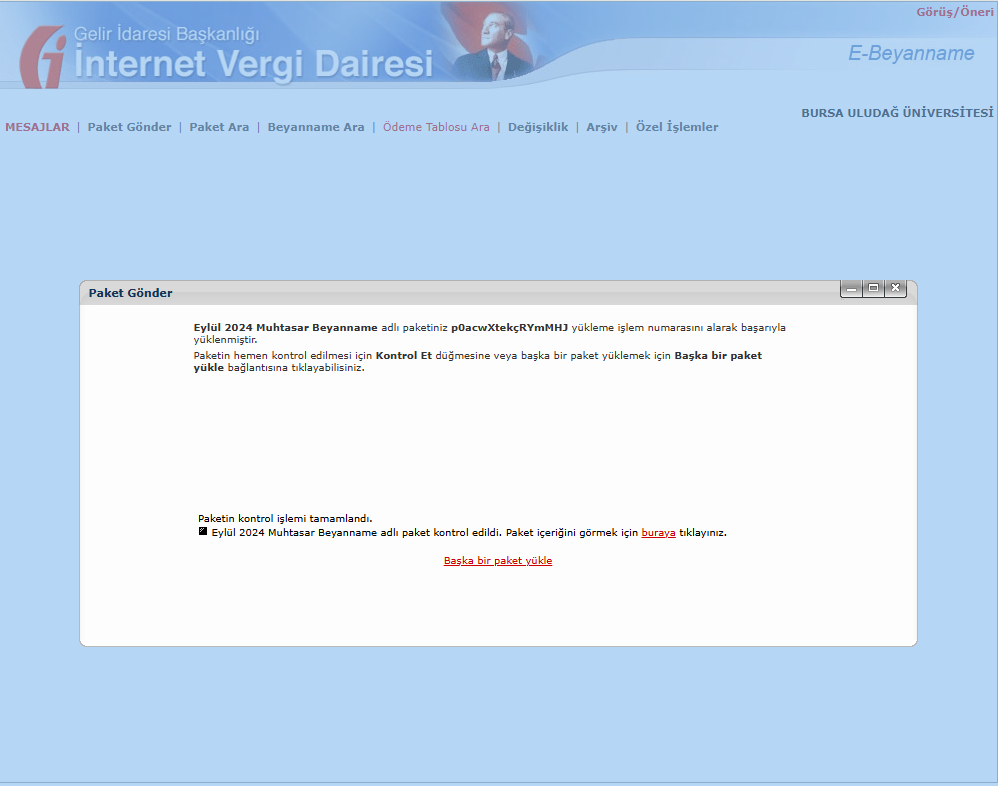 Görüş/Öneri
Gelir İdaresi Başkanlığı
İnternet Vergi Dairesi
E-Beyanname
BURSA ULUDAĞ ÜNİVERSİTESİ
MESAJLAR | Paket Gönder | Paket Ara | Beyanname Ara | Ödeme Tablosu Ara | Değişiklik | Arşiv | Özel İşlemler
Paket Gönder
Eylül 2024 Muhtasar Beyanname adlı paketiniz p0acwXtekçRYmMHJ yükleme işlem numarasını alarak başarıyla
yüklenmiştir.
Paketin hemen kontrol edilmesi için Kontrol Et düğmesine veya başka bir paket yüklemek için Başka bir paket
yükle bağlantısına tıklayabilisiniz.
Paketin kontrol işlemi tamamlandı.
Eylül 2024 Muhtasar Beyanname adlı paket kontrol edildi. Paket içeriğini görmek için buraya tıklayınız.
Başka bir paket yükle